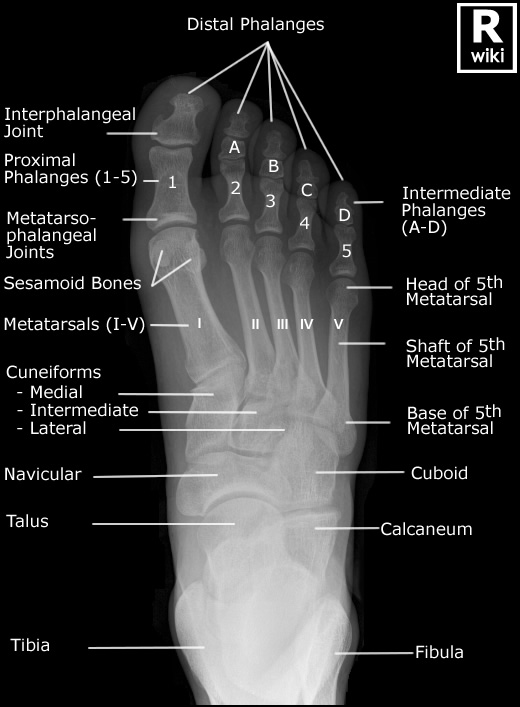 Distal Phalanges
R
wiki
Interphalangeal
Joint
Proximal
Phalanges (1-5)
Metatarso-
phalangeal
Joints
Sesamoid Bones
Metatarsals (I-V)
Cuneiforms
- Medial
- Intermediate
- Lateral
Navicular
Talus
Tibia
A
B
C
D
1
2
3
4
5
I
II
III
IV
V
Intermediate
Phalanges
(A-D)
Head of 5th
Metatarsal
Shaft of 5th
Metatarsal
Base of 5th
Metatarsal
Cuboid
Calcaneum
Fibula